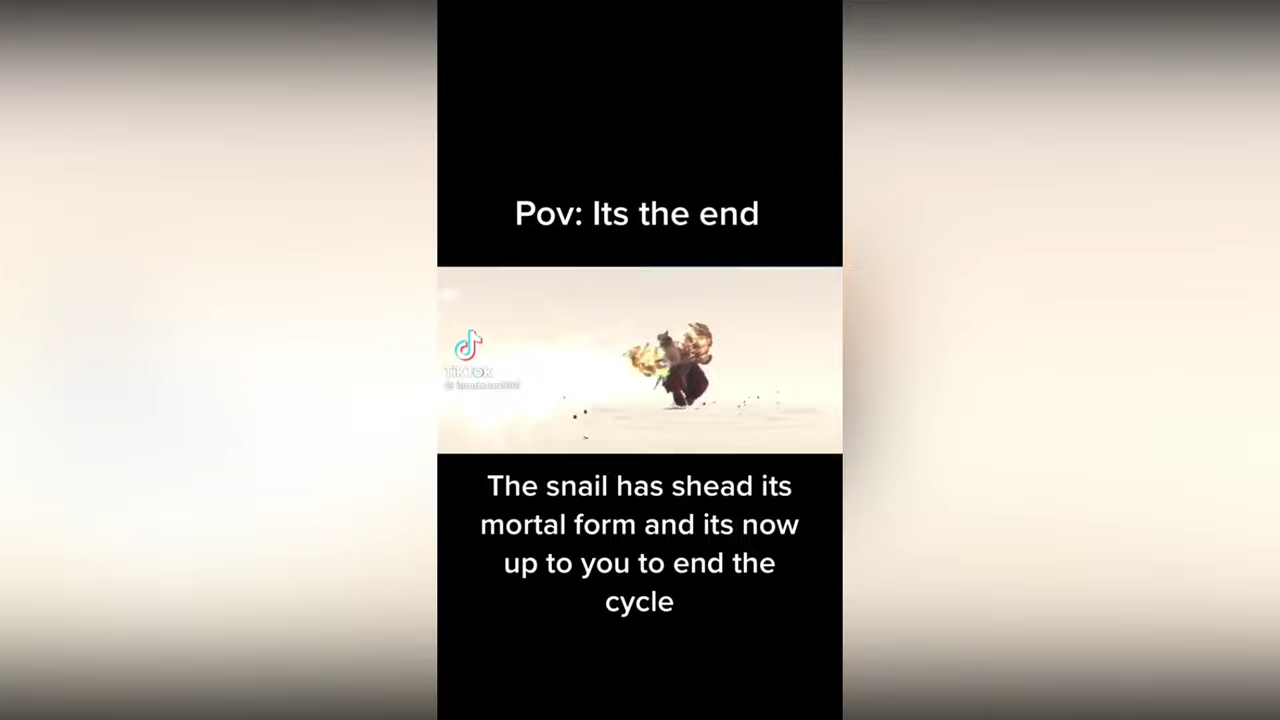 Pov: Its the end
TikTok
The snail has shead its
mortal form and its now
up to you to end the
cycle